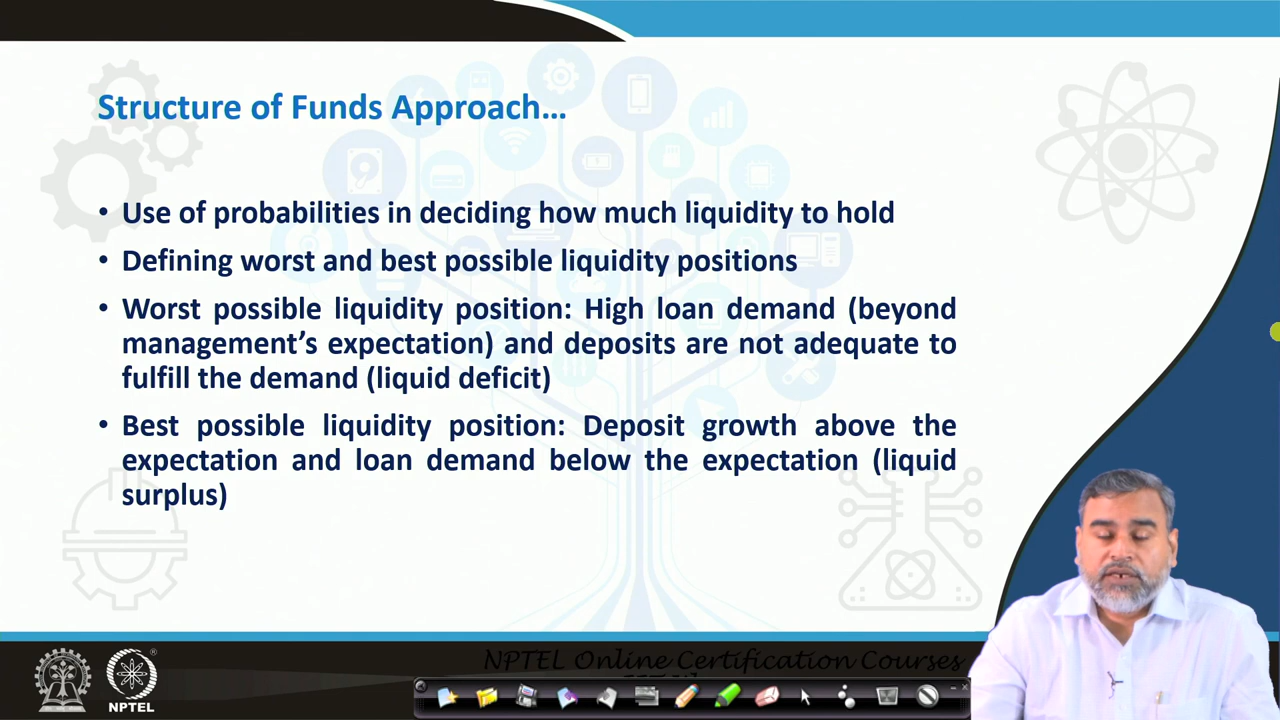 Structure of Funds Approach…
• Use of probabilities in deciding how much liquidity to hold
• Defining worst and best possible liquidity positions
• Worst possible liquidity position: High loan demand (beyond
management's expectation) and deposits are not adequate to
fulfill the demand (liquid deficit)
• Best possible liquidity position: Deposit growth above the
expectation and loan demand below the expectation (liquid
surplus)
NPTEL Online Certification Courses
NPTEL